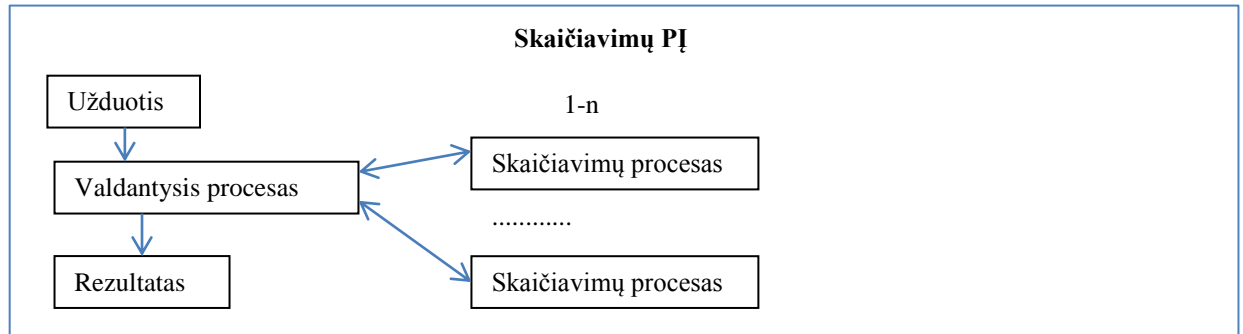 Skaičiavimų PĮ
Užduotis
1-n
Skaičiavimų procesas
Valdantysis procesas
............
Rezultatas
Skaičiavimų procesas